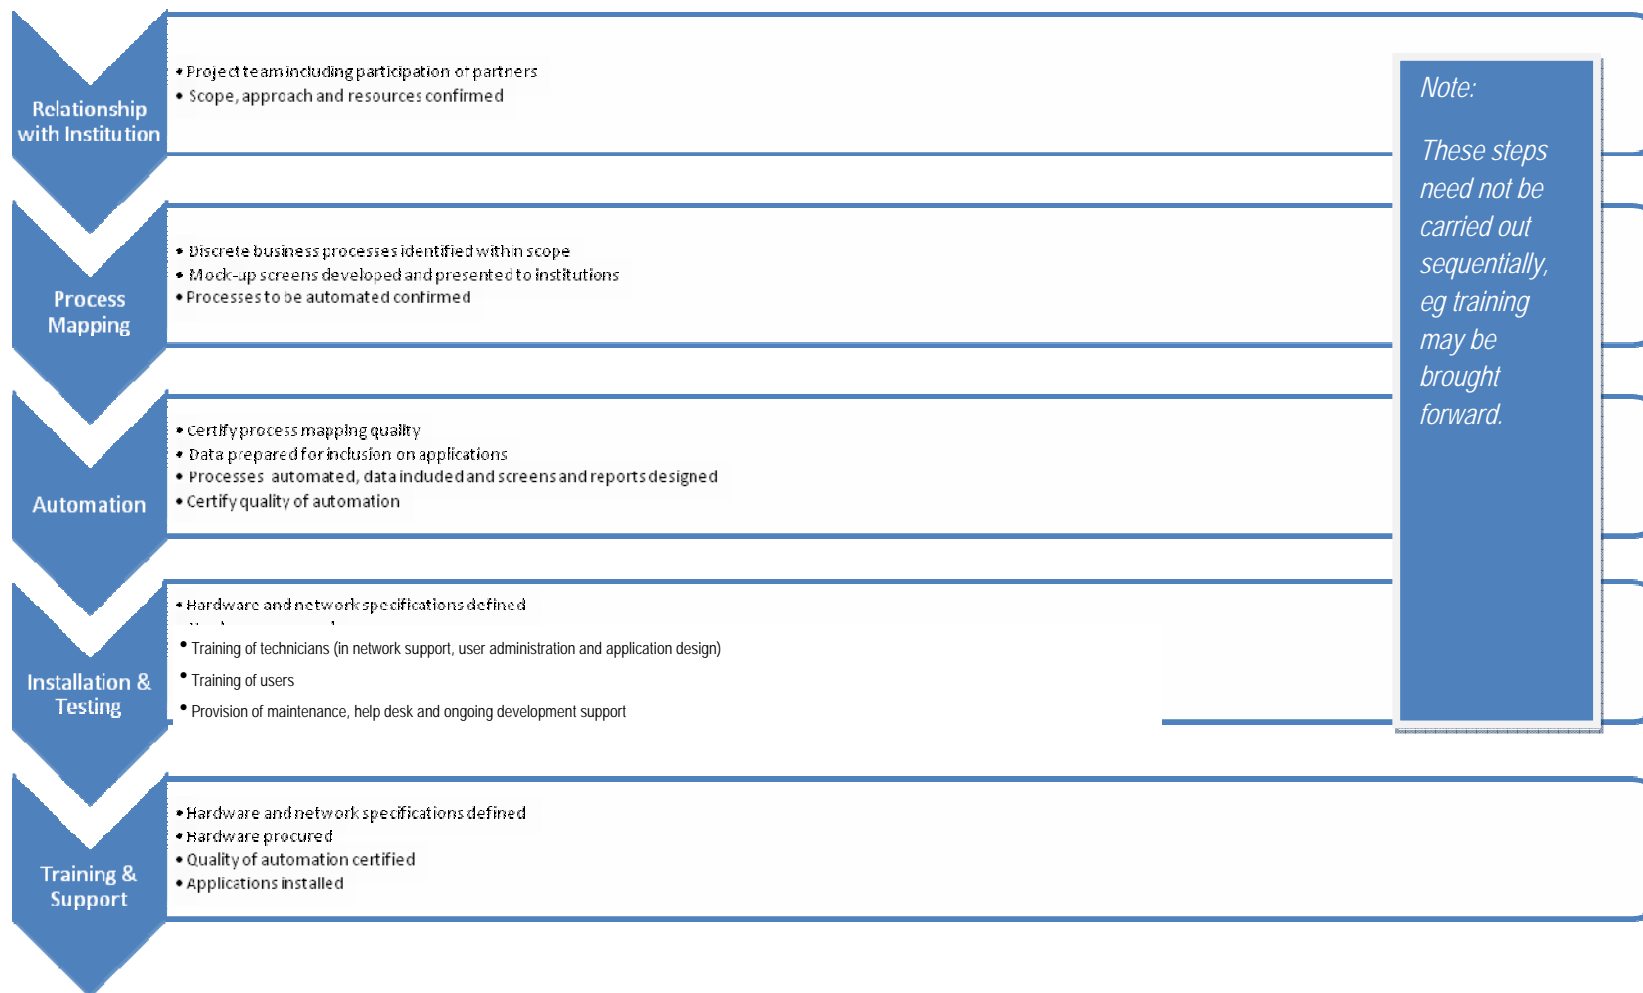 Relationship
with Institution
• Project team including participation of partners
• Scope, approach and resources confirmed
Process
Mapping
• Discrete business processes identified within scope
• Mock-up screens developed and presented to institutions
• Processes to be automated confirmed
Automation
• Certify process mapping quality
• Data prepared for inclusion on applications
• Processes automated, data included and screens and reports designed
• Certify quality of automation
Installation &
Testing
• Hardware and network specifications defined
• Training of technicians (in network support, user administration and application design)
• Training of users
• Provision of maintenance, help desk and ongoing development support
Training &
Support
• Hardware and network specifications defined
• Hardware procured
• Quality of automation certified
• Applications installed
Note:
These steps
need not be
carried out
sequentially,
eg training
may be
brought
forward.